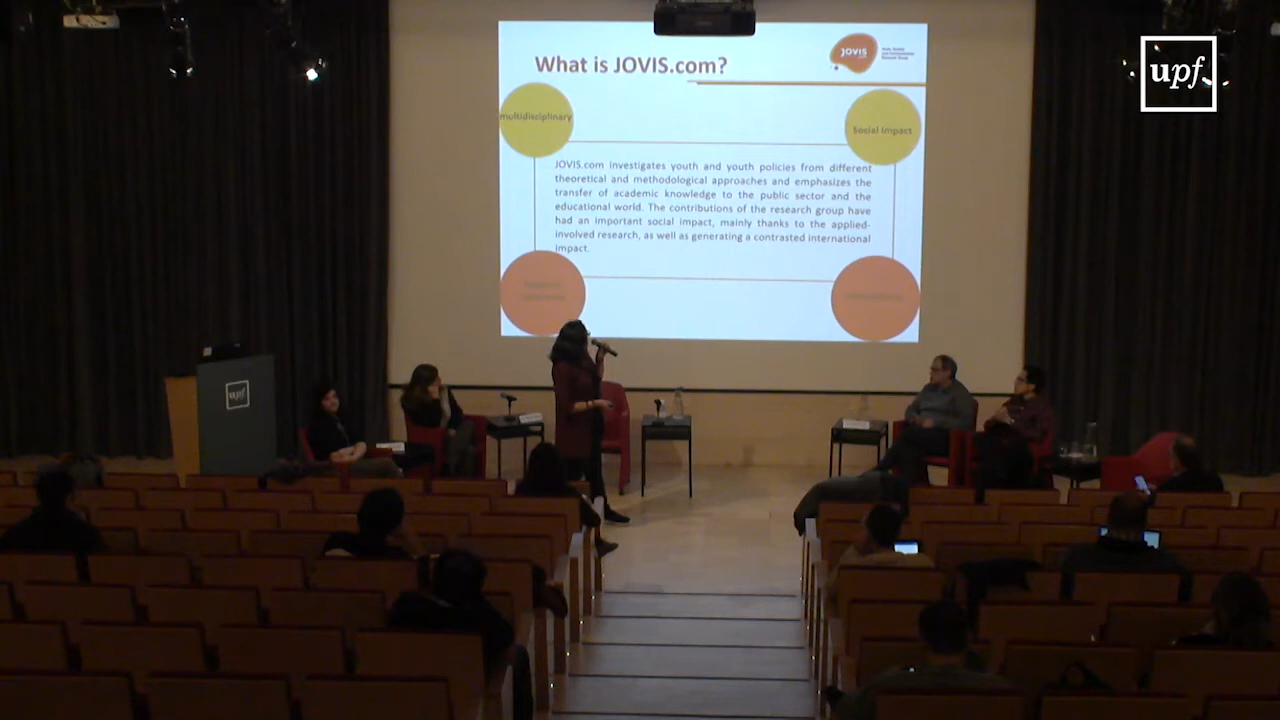 What is JOVIS.com?
JOVIS
.com
upf.
multidisciplinary
Social Impact
JOVIS.com investigates youth and youth policies from different
theoretical and methodological approaches and emphasizes the
transfer of academic knowledge to the public sector and the
educational world. The contributions of the research group have
had an important social impact, mainly thanks to the applied-
involved research, as well as generating a contrasted international
impact.
upf.